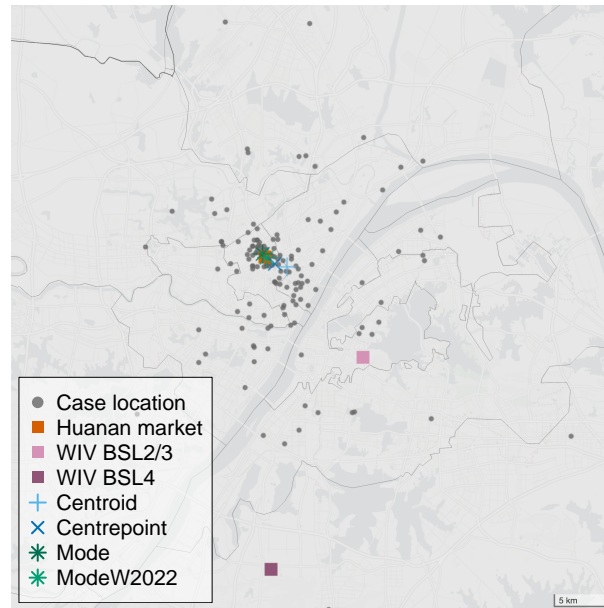 Case location
Huanan market
WIV BSL2/3
WIV BSL4
Centroid
Centrepoint
Mode
ModeW2022
5 km